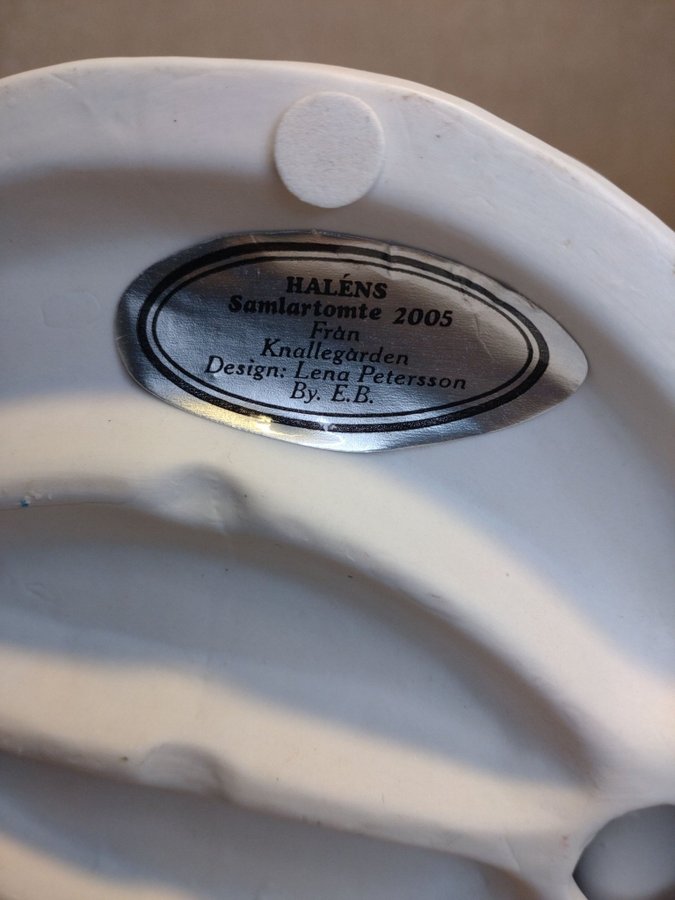 HALÉNS
Samlartomte 2005
Från
Knallegården
Design: Lena Petersson
By. E.B.